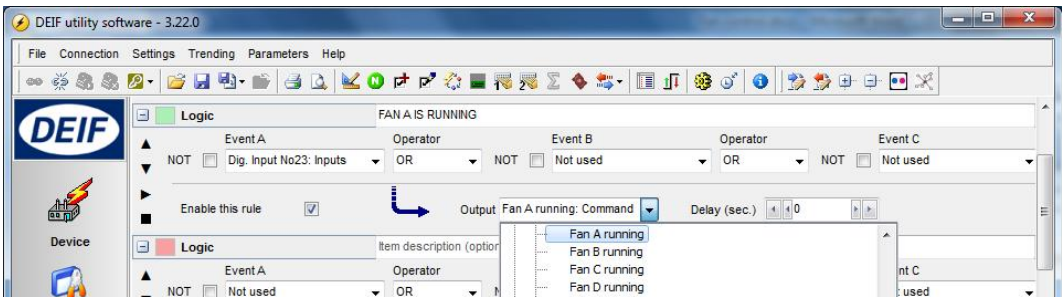 DEIF utility software - 3.22.0
File Connection Settings Trending Parameters Help
DEIF
Logic FAN A IS RUNNING
Event A Operator Event B Operator Event C
NOT Dig. Input No23: Inputs OR NOT Not used OR NOT Not used
Enable this rule Output Fan A running: Command Delay (sec.) 0
Fan A running
Device
Logic Item description (option
Fan B running
Event A Operator Fan C running nt C
NOT Not used OR N Fan D running : used